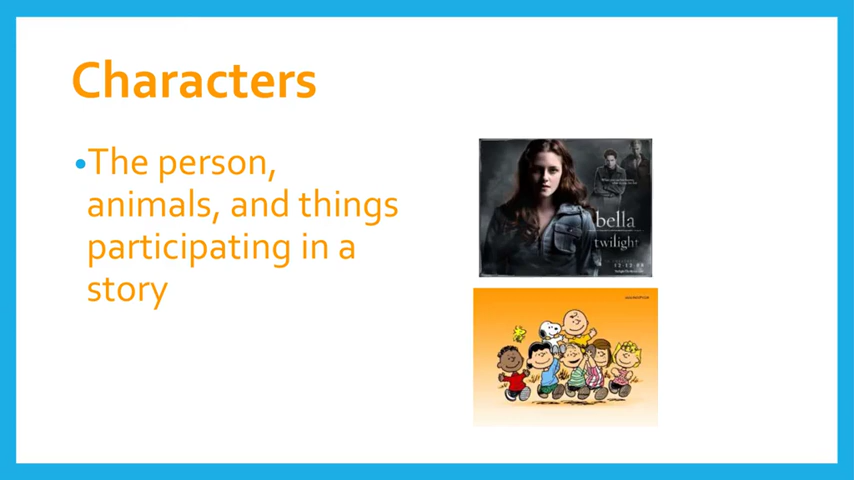 Characters
•The person,
animals, and things
participating in a
story
bella
twilight